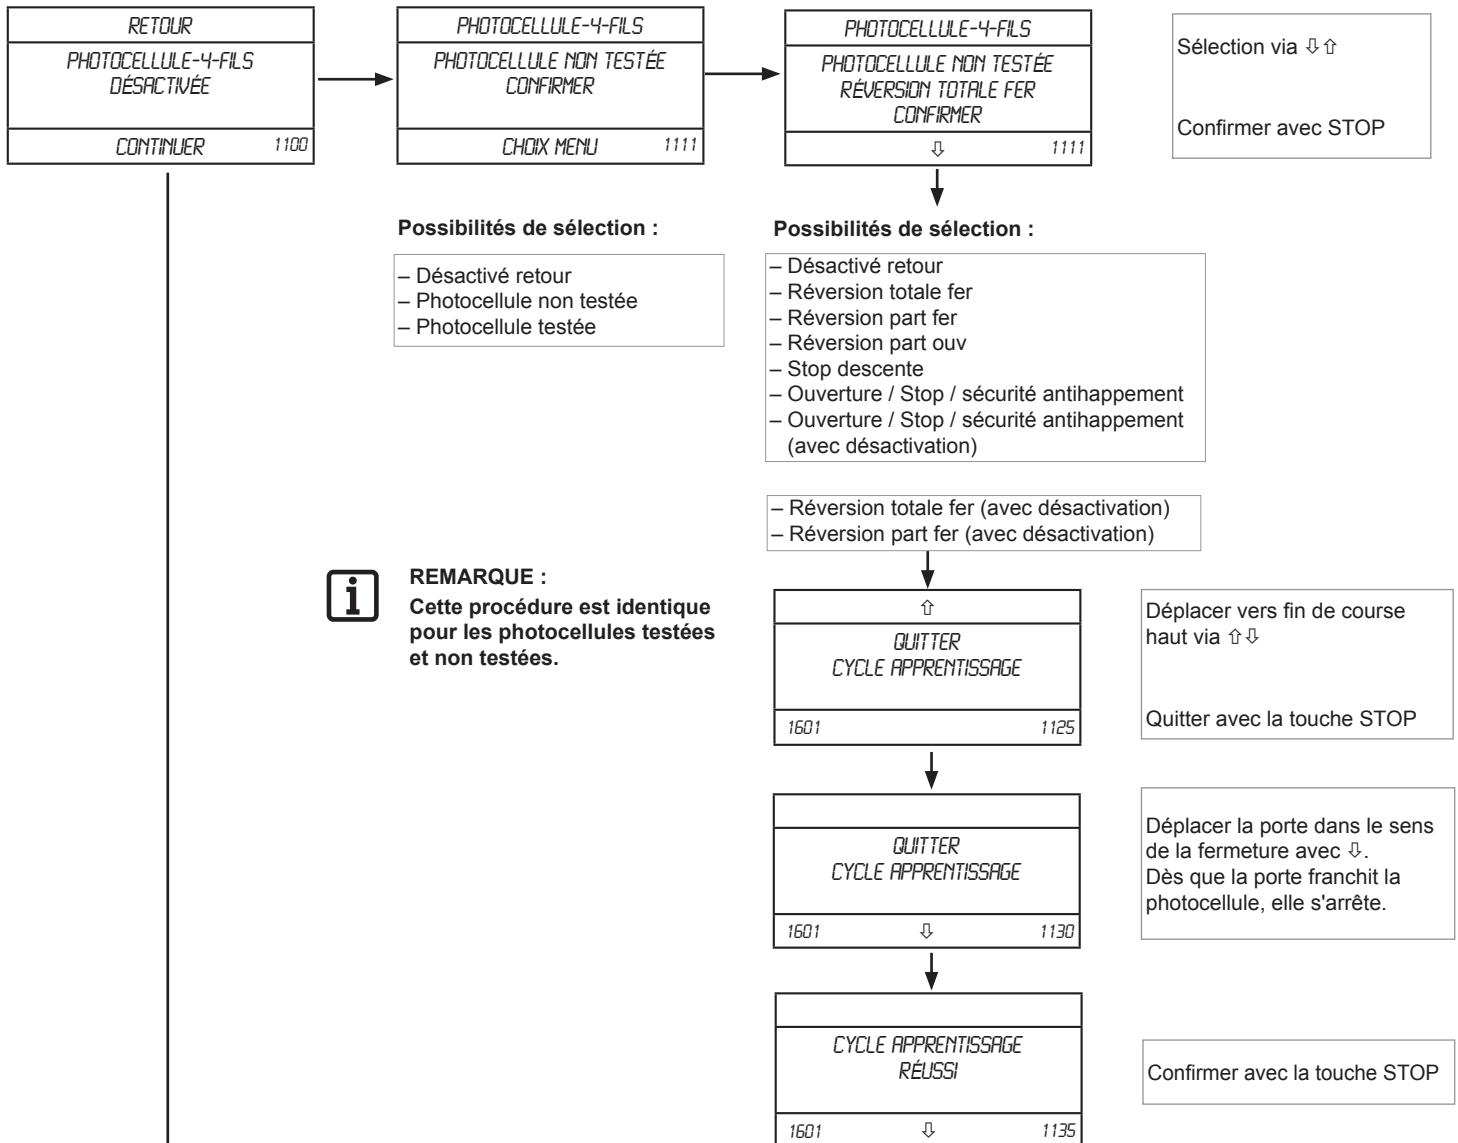 RETOUR
PHOTOCELLULE-4-FILS
DÉSACTIVÉE
CONTINUER 1100
PHOTOCELLULE-4-FILS
PHOTOCELLULE NON TESTÉE
CONFIRMER
CHOIX MENU 1111
PHOTOCELLULE-4-FILS
PHOTOCELLULE NON TESTÉE
RÉVERSION TOTALE FER
CONFIRMER
⇩ 1111
Sélection via ⇩⇧
Confirmer avec STOP
Possibilités de sélection :
– Désactivé retour
– Photocellule non testée
– Photocellule testée
Possibilités de sélection :
– Désactivé retour
– Réversion totale fer
– Réversion part fer
– Réversion part ouv
– Stop descente
– Ouverture / Stop / sécurité antihappement
– Ouverture / Stop / sécurité antihappement
(avec désactivation)
– Réversion totale fer (avec désactivation)
– Réversion part fer (avec désactivation)
REMARQUE :
Cette procédure est identique
pour les photocellules testées
et non testées.
⇧
QUITTER
CYCLE APPRENTISSAGE
1601 1125
Déplacer vers fin de course
haut via ⇧⇩
Quitter avec la touche STOP
QUITTER
CYCLE APPRENTISSAGE
1601 ⇩ 1130
Déplacer la porte dans le sens
de la fermeture avec ⇩.
Dès que la porte franchit la
photocellule, elle s'arrête.
CYCLE APPRENTISSAGE
RÉUSSI
1601 ⇩ 1135
Confirmer avec la touche STOP